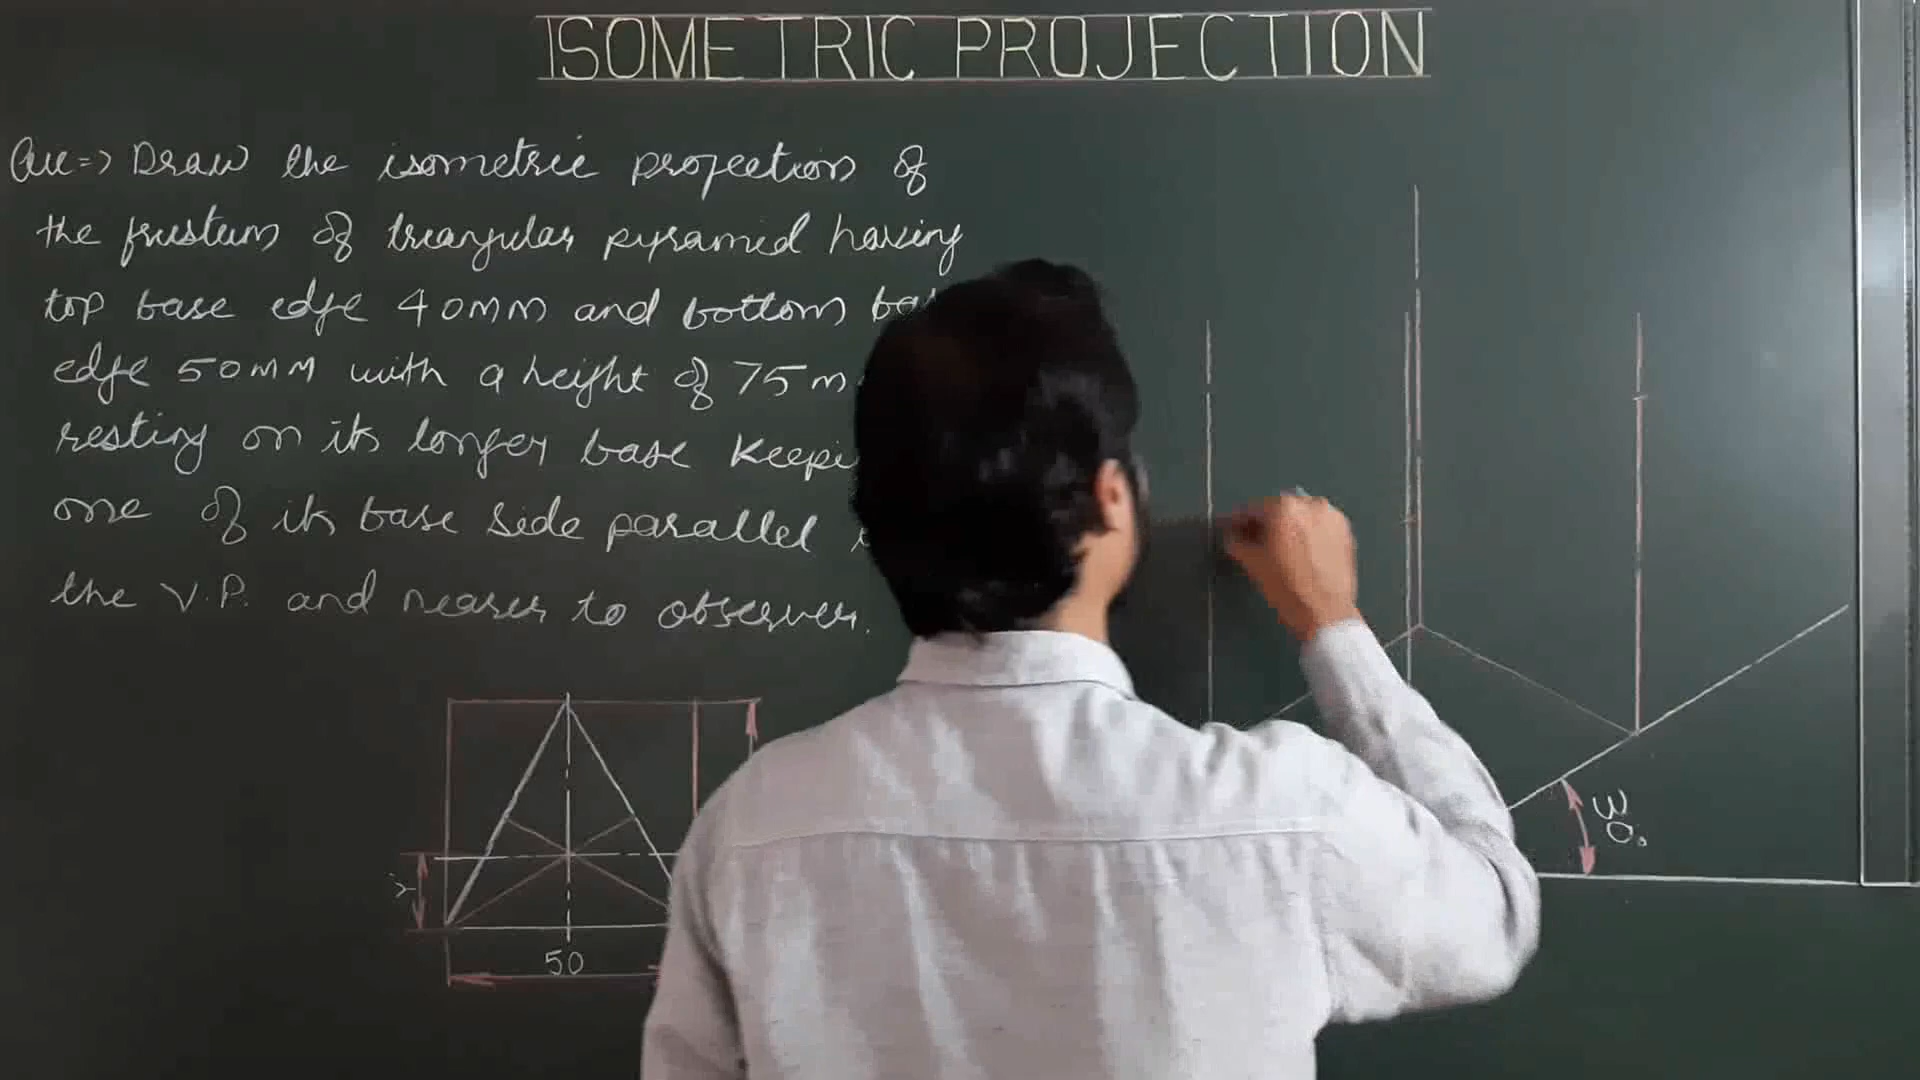 ISOMETRIC PROJECTION
Que=> Draw the isometric projection of
the frustum of triangular pyramid having
top base edge 40mm and bottom
edge 50mm with a height of 75
resting on its longer base
one of its base side parallel
the V.P. and nearer to observer.
50
30°